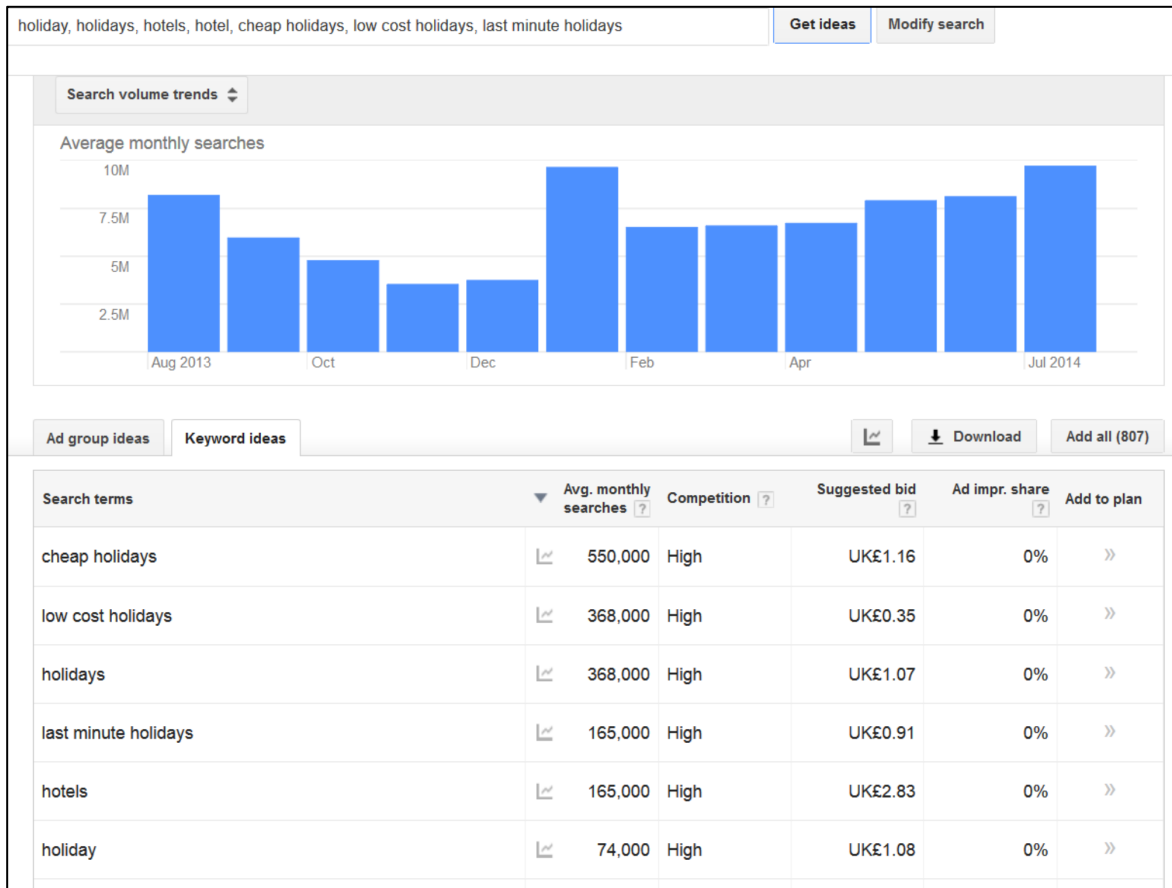 holiday, holidays, hotels, hotel, cheap holidays, low cost holidays, last minute holidays Get ideas Modify search
Search volume trends
Average monthly searches
10M
7.5M
5M
2.5M
Aug 2013 Oct Dec Feb Apr Jul 2014
Ad group ideas Keyword ideas Download Add all (807)
Search terms Avg. monthly searches ? Competition ? Suggested bid ? Ad impr. share ? Add to plan
cheap holidays 550,000 High UK£1.16 0% »
low cost holidays 368,000 High UK£0.35 0% »
holidays 368,000 High UK£1.07 0% »
last minute holidays 165,000 High UK£0.91 0% »
hotels 165,000 High UK£2.83 0% »
holiday 74,000 High UK£1.08 0% »